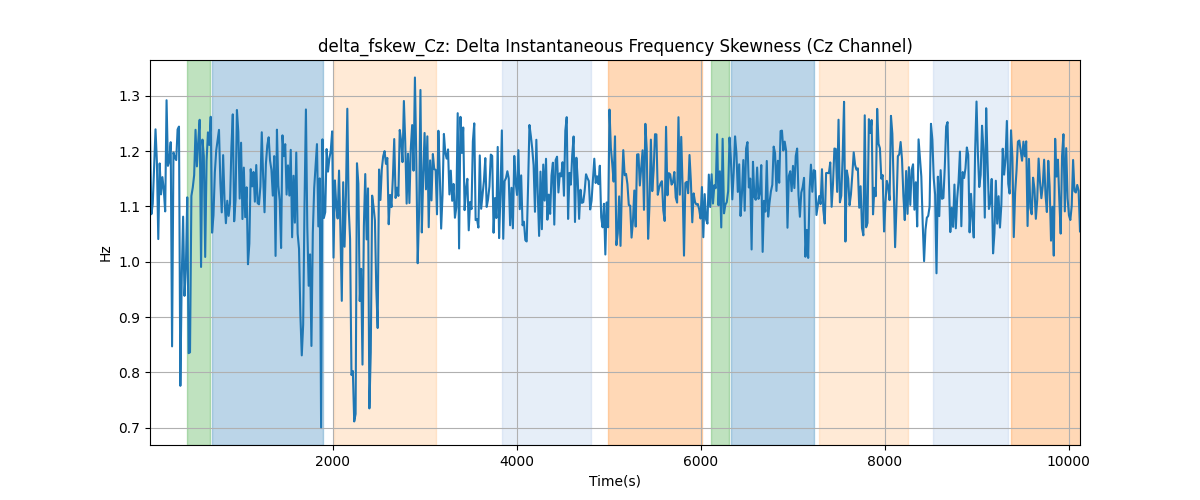 delta_fskew_Cz: Delta Instantaneous Frequency Skewness (Cz Channel)
1.3
1.2
1.1
1.0
0.9
0.8
0.7
Hz
2000 4000 6000 8000 10000
Time(s)